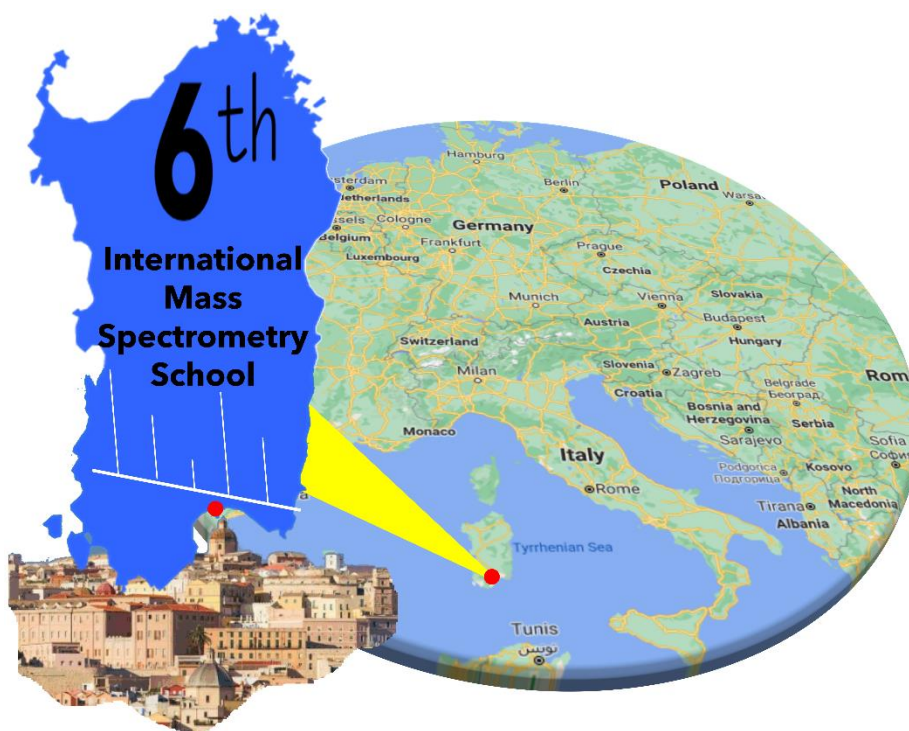 6th
International
Mass
Spectrometry
School
Hamburg
Berlin
Poland
Warsa
sterdam
Netherlands
ssels
Cologne
Belgium
Frankfurt
Luxembourg
Germany
Prague
Czechia
Munich
Vienna
Slovakia
Budapest
Austria
Hungary
Switzerland
Milan
Slovenia
Zagreb
Croatia
Rom
Belgrade
Београд
Bosnia and
Herzegovina
Serbia
Sarajevo
Monaco
Italy
Rome
Sofia
Софи
Podgorica
Подгорица
Kosovo
North
Macedonia
Tirana
Albania
Tyrrhenian Sea
Tunis
تونس
a